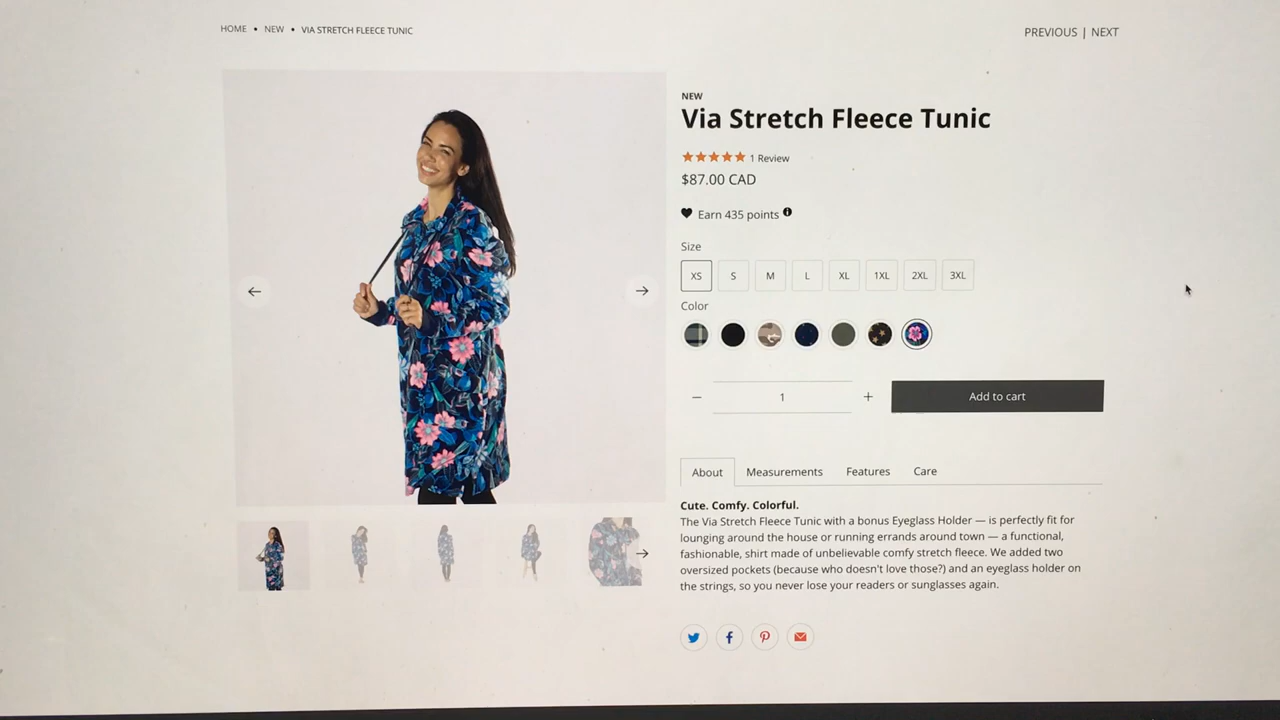 HOME • NEW • VIA STRETCH FLEECE TUNIC
PREVIOUS | NEXT
NEW
Via Stretch Fleece Tunic
1 Review
$87.00 CAD
Earn 435 points
Size
XS S M L XL 1XL 2XL 3XL
Color
1
Add to cart
About Measurements Features Care
Cute. Comfy. Colorful.
The Via Stretch Fleece Tunic with a bonus Eyeglass Holder — is perfectly fit for
lounging around the house or running errands around town — a functional,
fashionable, shirt made of unbelievable comfy stretch fleece. We added two
oversized pockets (because who doesn't love those?) and an eyeglass holder on
the strings, so you never lose your readers or sunglasses again.